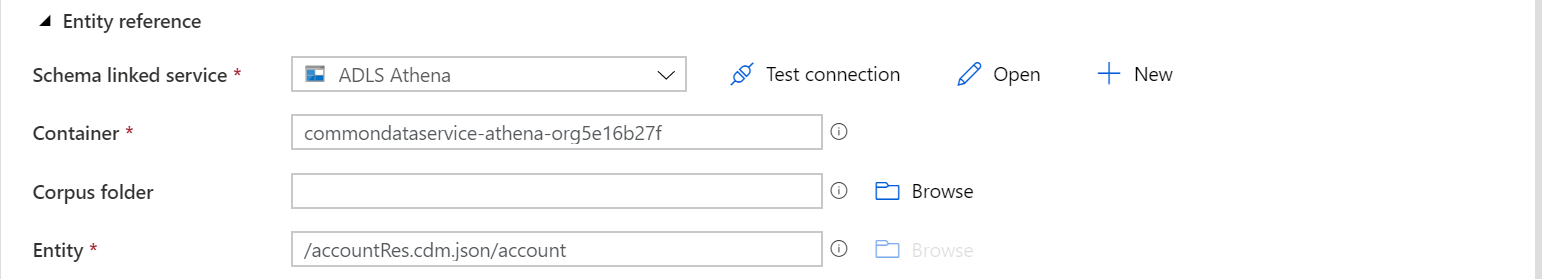 Entity reference
Schema linked service * ADLS Athena Test connection Open New
Container * commondataservice-athena-org5e16b27f
Corpus folder Browse
Entity * /accountRes.cdm.json/account Browse